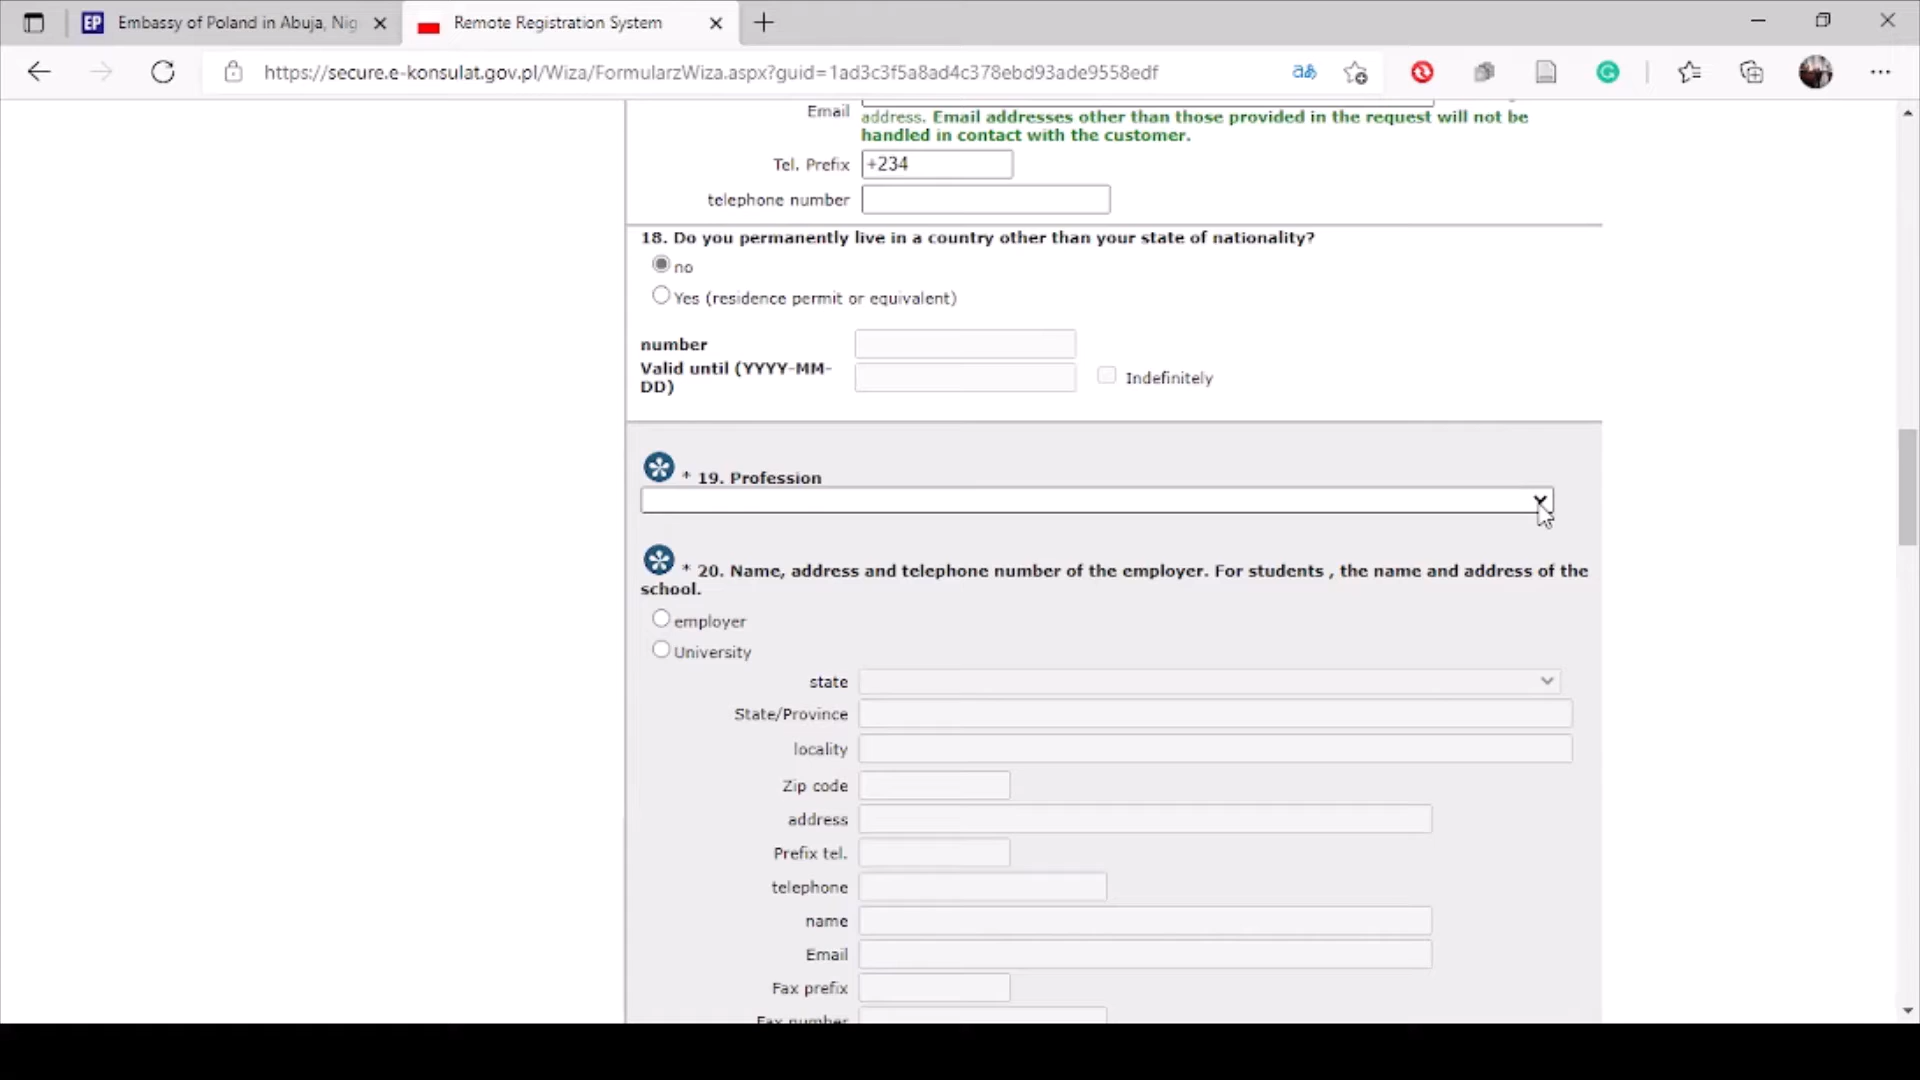 EP Embassy of Poland in Abuja, Nig
Remote Registration System
https://secure.e-konsulat.gov.pl/Wiza/FormularzWiza.aspx?guid=1ad3c3f5a8ad4c378ebd93ade9558edf
Email
address. Email addresses other than those provided in the request will not be
handled in contact with the customer.
Tel. Prefix +234
telephone number
18. Do you permanently live in a country other than your state of nationality?
no
Yes (residence permit or equivalent)
number
Valid until (YYYY-MM-
DD)
Indefinitely
* 19. Profession
* 20. Name, address and telephone number of the employer. For students , the name and address of the
school.
employer
University
state
State/Province
locality
Zip code
address
Prefix tel.
telephone
name
Email
Fax prefix
Fax number